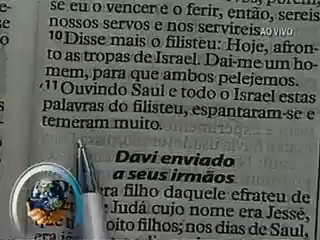 se eu o vencer e o ferir, então, sereis
nossos servos e nos servireis.
AO VIVO
10 Disse mais o filisteu: Hoje, afron-
to as tropas de Israel. Dai-me um ho-
mem, para que ambos pelejemos.
11 Ouvindo Saul e todo o Israel estas
palavras do filisteu, espantaram-se e
temeram muito.
Davi enviado
a seus irmãos
era filho daquele efrateu de
Judá cujo nome era Jessé,
que oito filhos; nos dias de Saul,
era